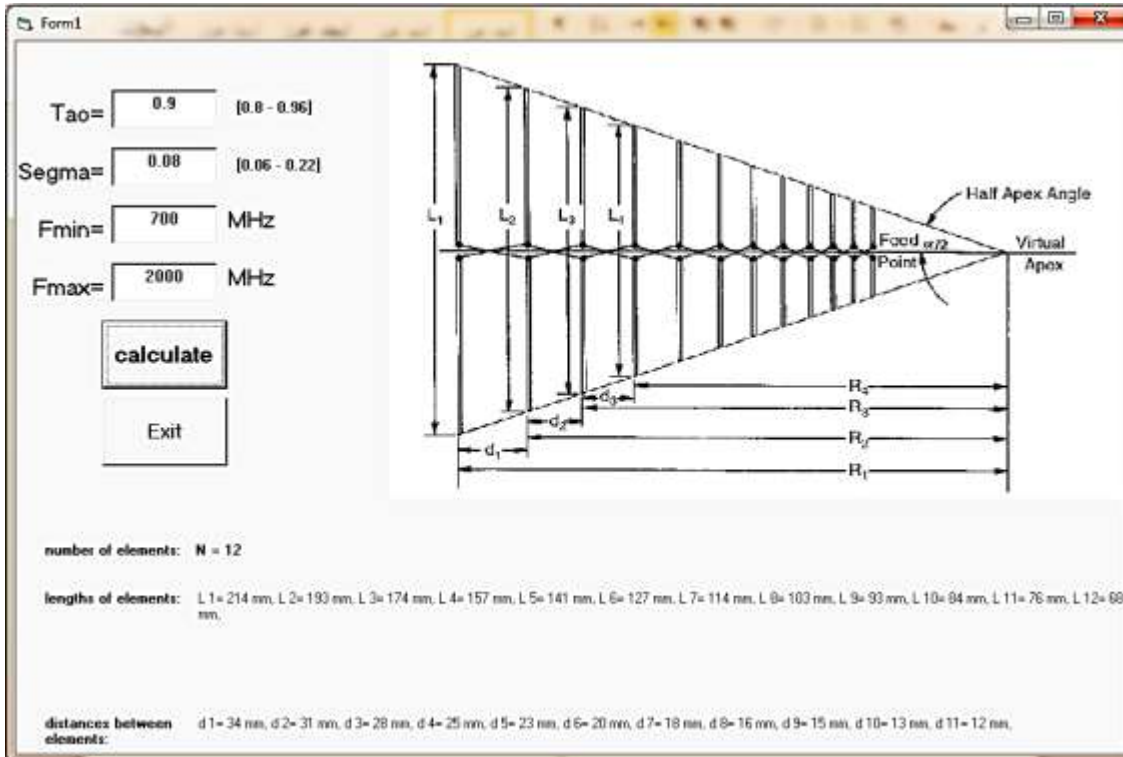 Form1
Tao= 0.9 [0.8 - 0.96]
Segma= 0.08 [0.06 - 0.22]
Fmin= 700 MHz
Fmax= 2000 MHz
calculate
Exit
L1
L2
L3
L4
Half Apex Angle
Feed α/2 Virtual
Point Apex
R4
d3
R3
d2
R2
d1
R1
number of elements: N = 12
lengths of elements: L 1= 214 mm, L 2= 193 mm, L 3= 174 mm, L 4= 157 mm, L 5= 141 mm, L 6= 127 mm, L 7= 114 mm, L 8= 103 mm, L 9= 93 mm, L 10= 84 mm, L 11= 76 mm, L 12= 68
mm,
distances between d 1= 34 mm, d 2= 31 mm, d 3= 28 mm, d 4= 25 mm, d 5= 23 mm, d 6= 20 mm, d 7= 18 mm, d 8= 16 mm, d 9= 15 mm, d 10= 13 mm, d 11= 12 mm,
elements: